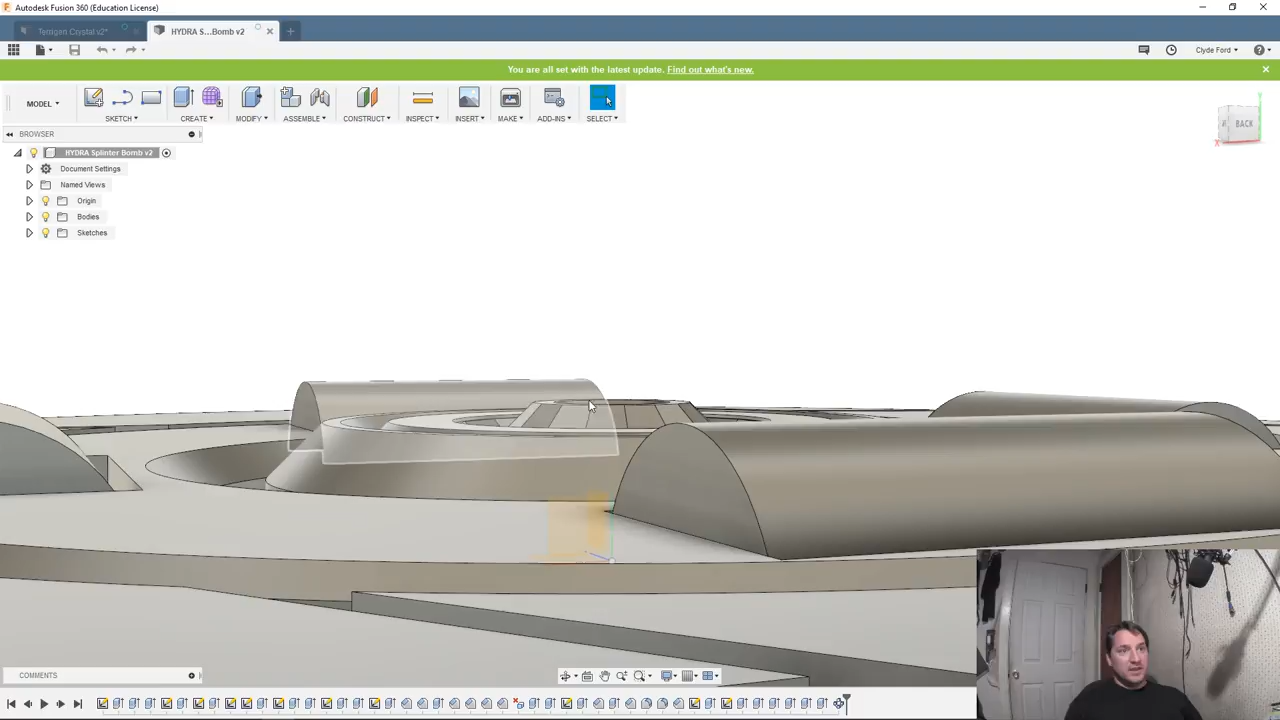 Autodesk Fusion 360 (Education License)
Terrigen Crystal v2*
HYDRA S...Bomb v2
Clyde Ford
You are all set with the latest update. Find out what's new.
MODEL
SKETCH
CREATE
MODIFY
ASSEMBLE
CONSTRUCT
INSPECT
INSERT
MAKE
ADD-INS
SELECT
BACK
BROWSER
HYDRA Splinter Bomb v2
Document Settings
Named Views
Origin
Bodies
Sketches
COMMENTS